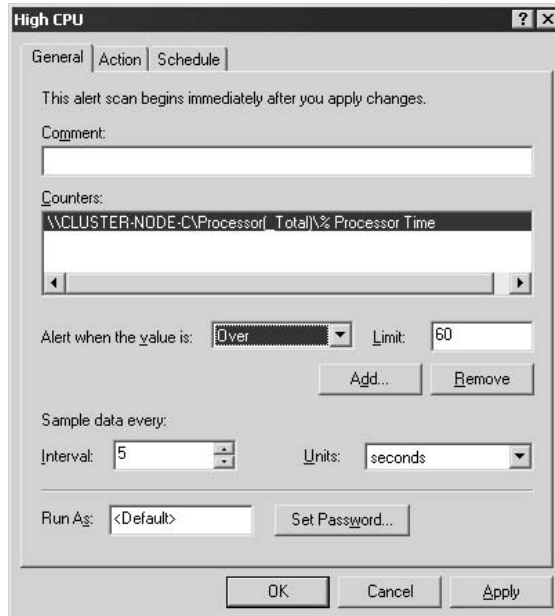 High CPU
General Action Schedule
This alert scan begins immediately after you apply changes.
Comment:
Counters:
\\CLUSTER-NODE-C\Processor(_Total)\% Processor Time
Alert when the value is: Over Limit: 60
Add... Remove
Sample data every:
Interval: 5 Units: seconds
Run As: <Default> Set Password...
OK Cancel Apply